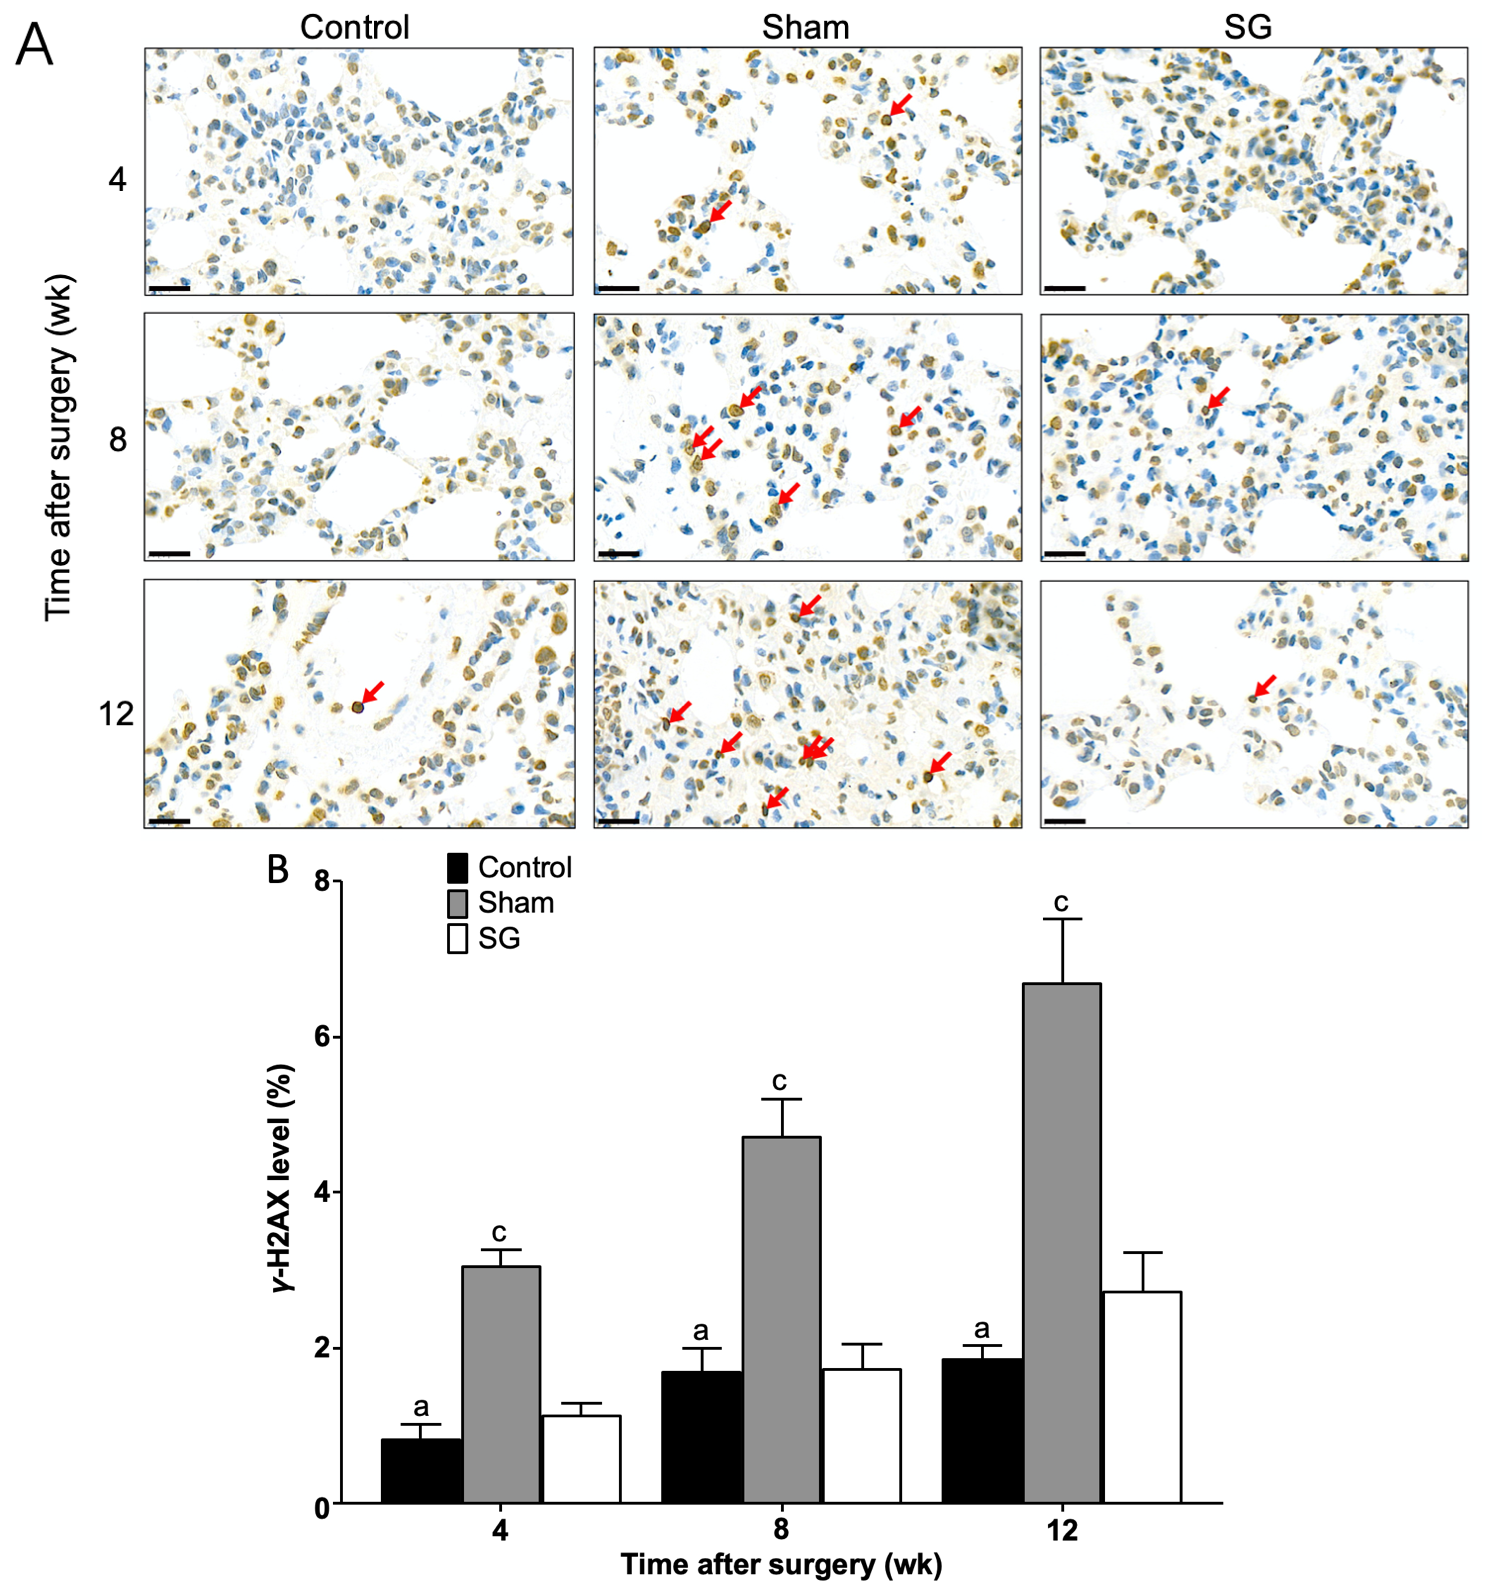 A
Control Sham SG
Time after surgery (wk)
4
8
12
B
Control
Sham
SG
γ-H2AX level (%)
8
6
4
2
0
a c
a c
a c
4 8 12
Time after surgery (wk)